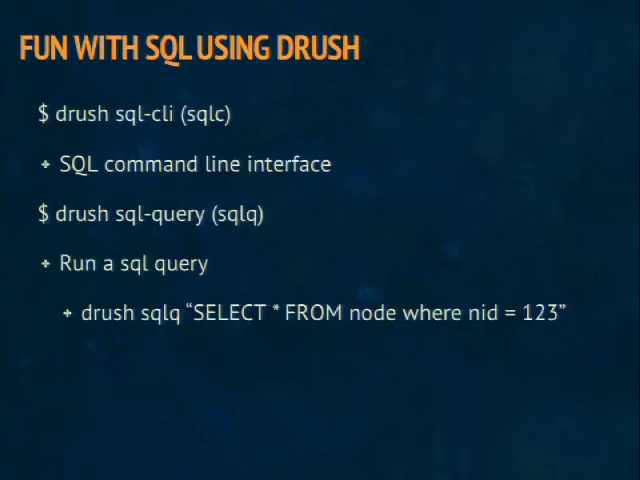 FUN WITH SQL USING DRUSH
$ drush sql-cli (sqlc)
SQL command line interface
$ drush sql-query (sqlq)
Run a sql query
drush sqlq “SELECT * FROM node where nid = 123”